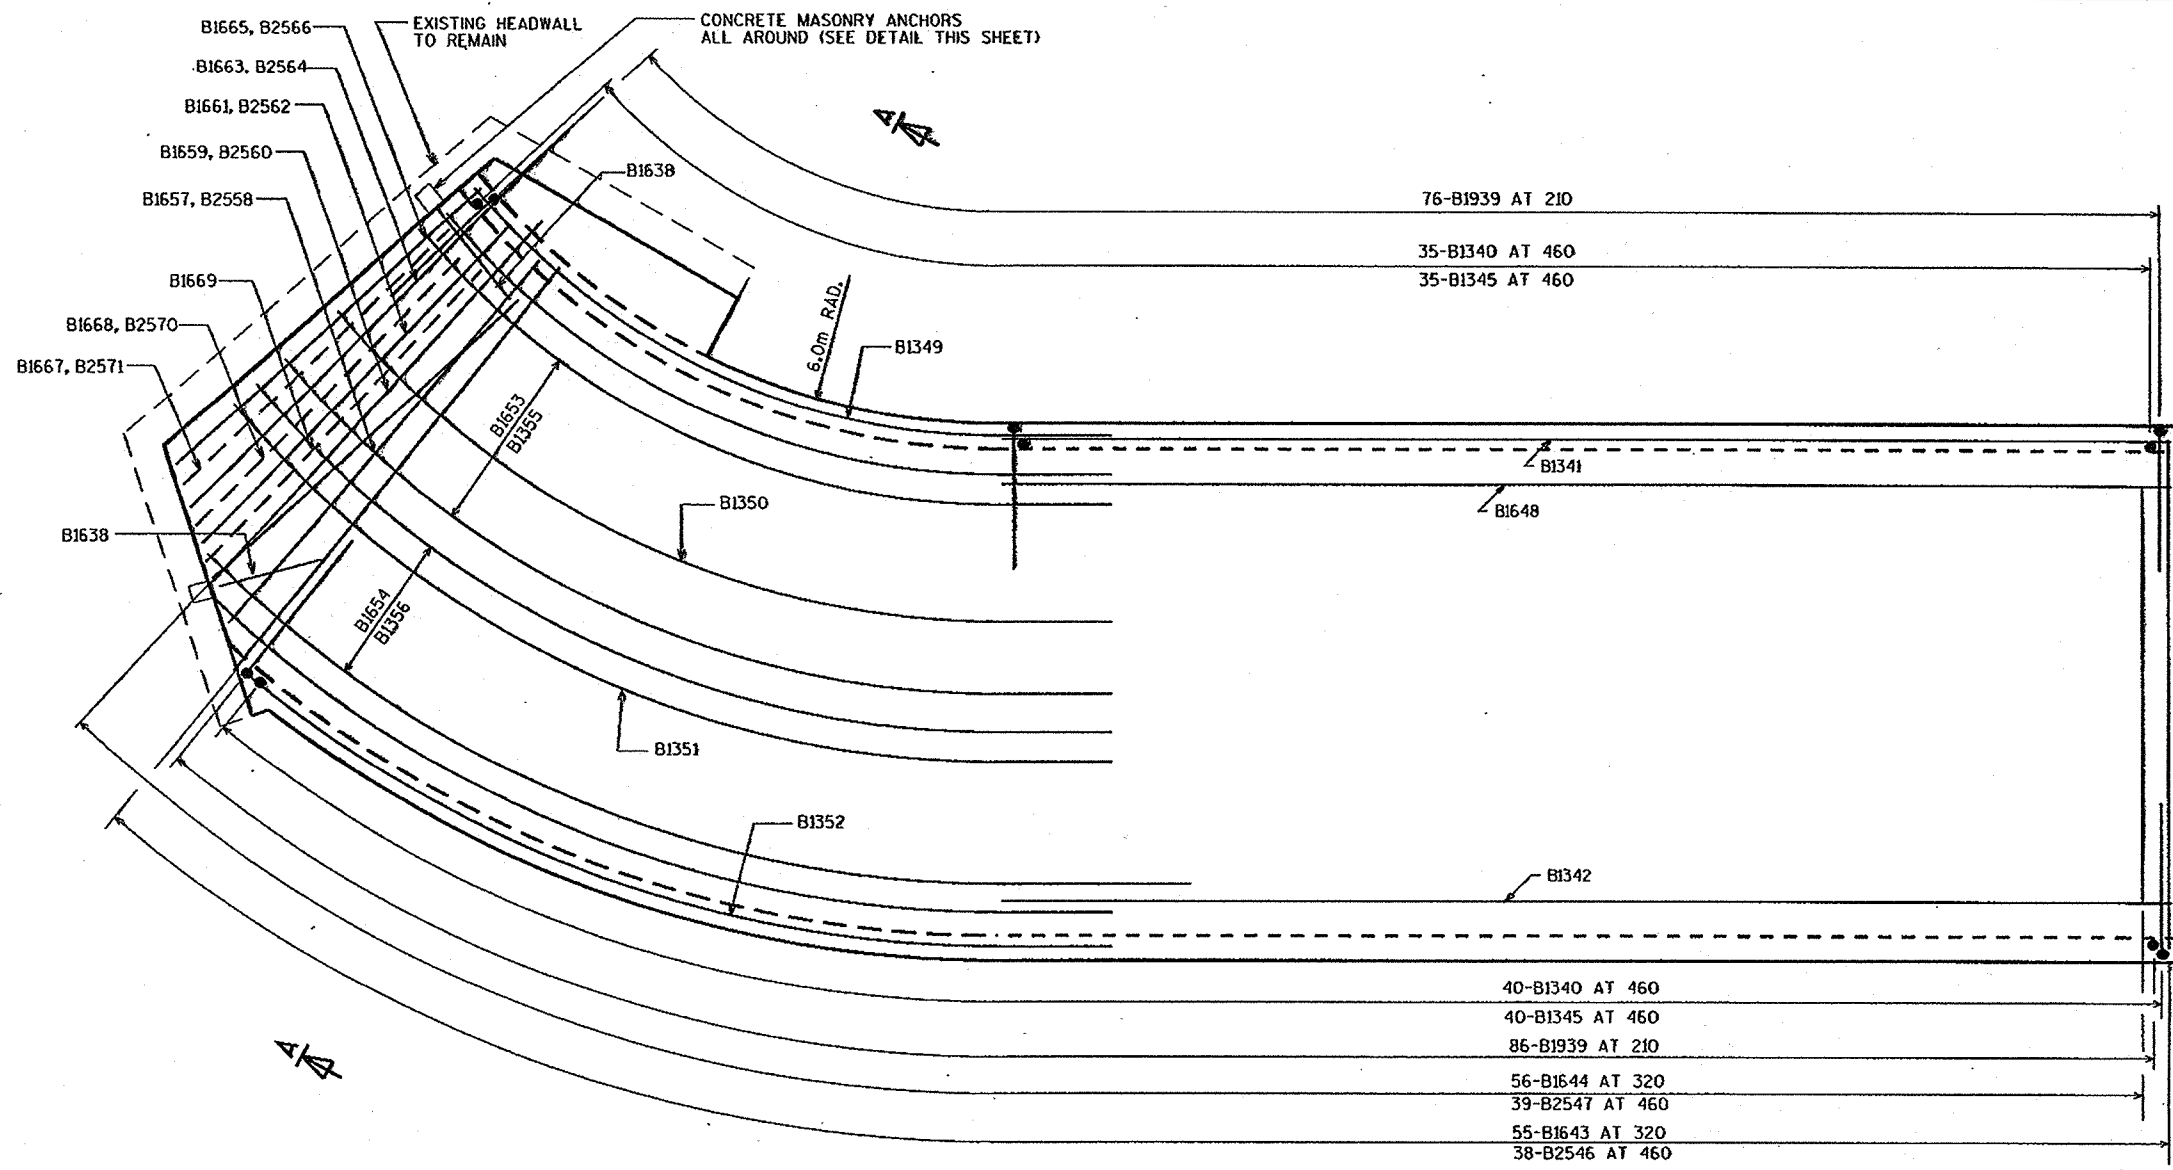 B1665, B2566
EXISTING HEADWALL
TO REMAIN
CONCRETE MASONRY ANCHORS
ALL AROUND (SEE DETAIL THIS SHEET)
B1663, B2564
B1661, B2562
B1659, B2560
B1657, B2558
B1638
A
76-B1939 AT 210
35-B1340 AT 460
35-B1345 AT 460
B1669
B1668, B2570
B1667, B2571
6.0m RAD.
B1349
B1653
B1355
B1341
B1350
B1648
B1638
B1654
B1356
B1351
B1352
B1342
40-B1340 AT 460
40-B1345 AT 460
86-B1939 AT 210
A
56-B1644 AT 320
39-B2547 AT 460
55-B1643 AT 320
38-B2546 AT 460